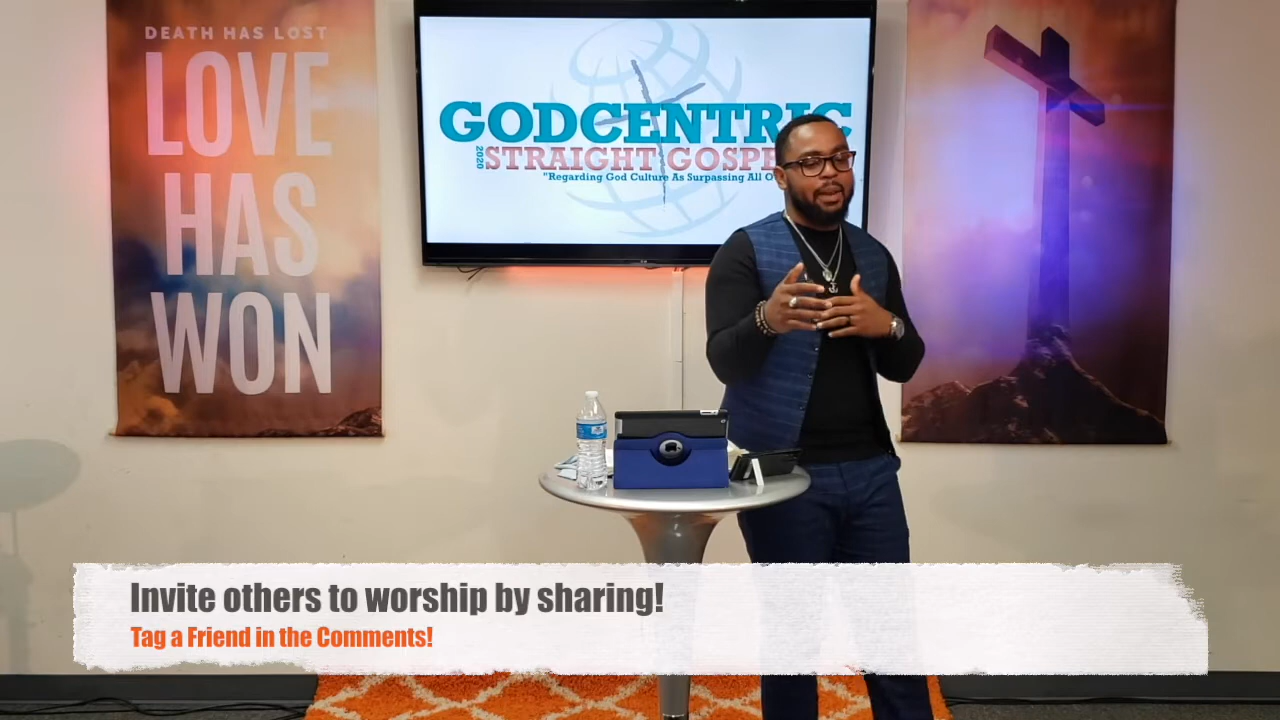 DEATH HAS LOST
LOVE
HAS
WON
GODCENTRIC
2020
STRAIGHT
"Regarding God Culture As Surpassing All
Invite others to worship by sharing!
Tag a Friend in the Comments!